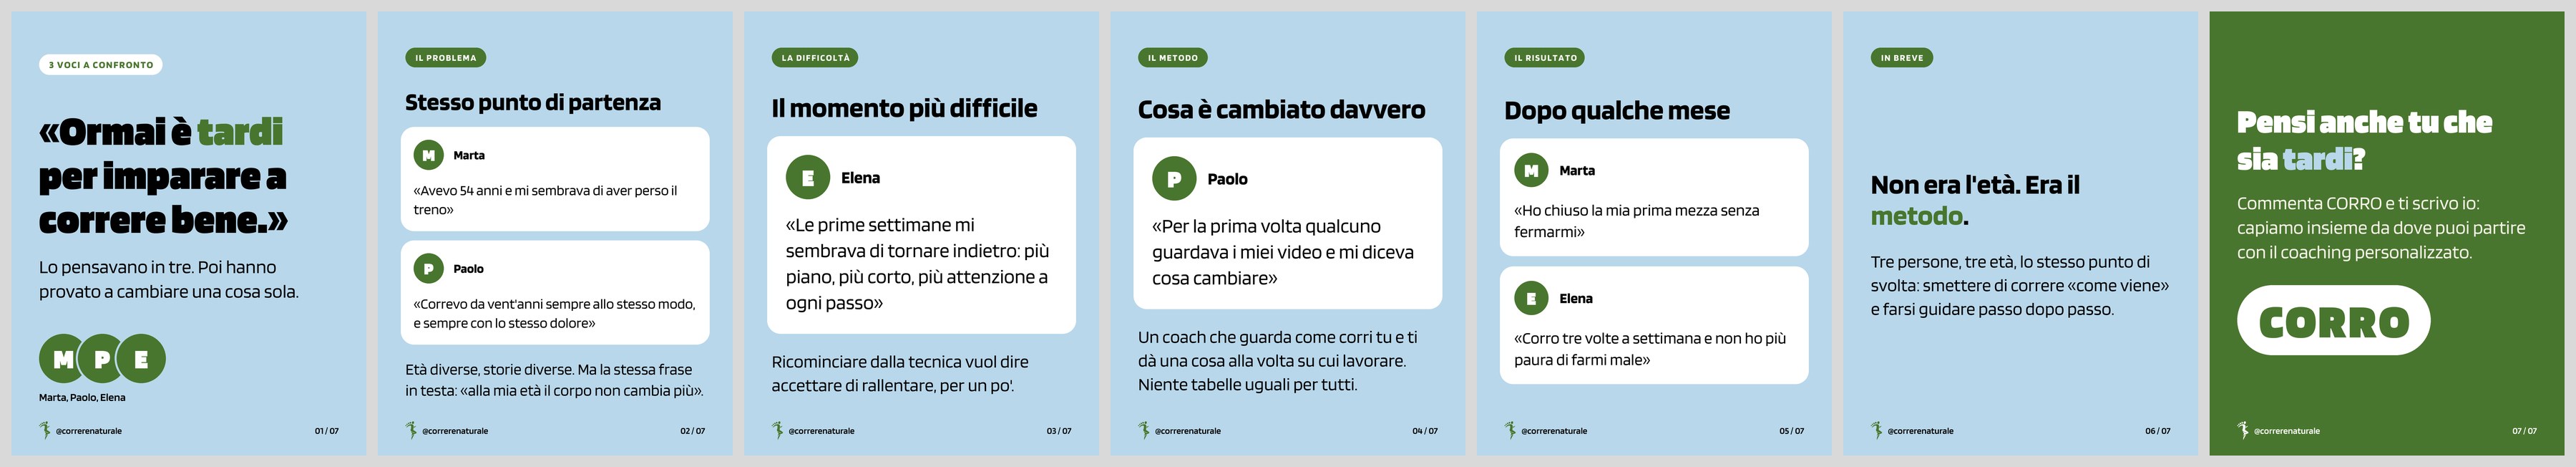 3 VOCI A CONFRONTO
«Ormai è tardi
per imparare a
correre bene.»
Lo pensavano in tre. Poi hanno
provato a cambiare una cosa sola.
M P E
Marta, Paolo, Elena
@correrenaturale
01 / 07
IL PROBLEMA
Stesso punto di partenza
M
Marta
«Avevo 54 anni e mi sembrava di aver perso il
treno»
P
Paolo
«Correvo da vent'anni sempre allo stesso modo,
e sempre con lo stesso dolore»
Età diverse, storie diverse. Ma la stessa frase
in testa: «alla mia età il corpo non cambia più».
@correrenaturale
02 / 07
LA DIFFICOLTÀ
Il momento più difficile
E
Elena
«Le prime settimane mi
sembrava di tornare indietro: più
piano, più corto, più attenzione a
ogni passo»
Ricominciare dalla tecnica vuol dire
accettare di rallentare, per un po'.
@correrenaturale
03 / 07
IL METODO
Cosa è cambiato davvero
P
Paolo
«Per la prima volta qualcuno
guardava i miei video e mi diceva
cosa cambiare»
Un coach che guarda come corri tu e ti
dà una cosa alla volta su cui lavorare.
Niente tabelle uguali per tutti.
@correrenaturale
04 / 07
IL RISULTATO
Dopo qualche mese
M
Marta
«Ho chiuso la mia prima mezza senza
fermarmi»
E
Elena
«Corro tre volte a settimana e non ho più
paura di farmi male»
@correrenaturale
05 / 07
IN BREVE
Non era l'età. Era il
metodo.
Tre persone, tre età, lo stesso punto di
svolta: smettere di correre «come viene»
e farsi guidare passo dopo passo.
@correrenaturale
06 / 07
Pensi anche tu che
sia tardi?
Commenta CORRO e ti scrivo io:
capiamo insieme da dove puoi partire
con il coaching personalizzato.
CORRO
@correrenaturale
07 / 07